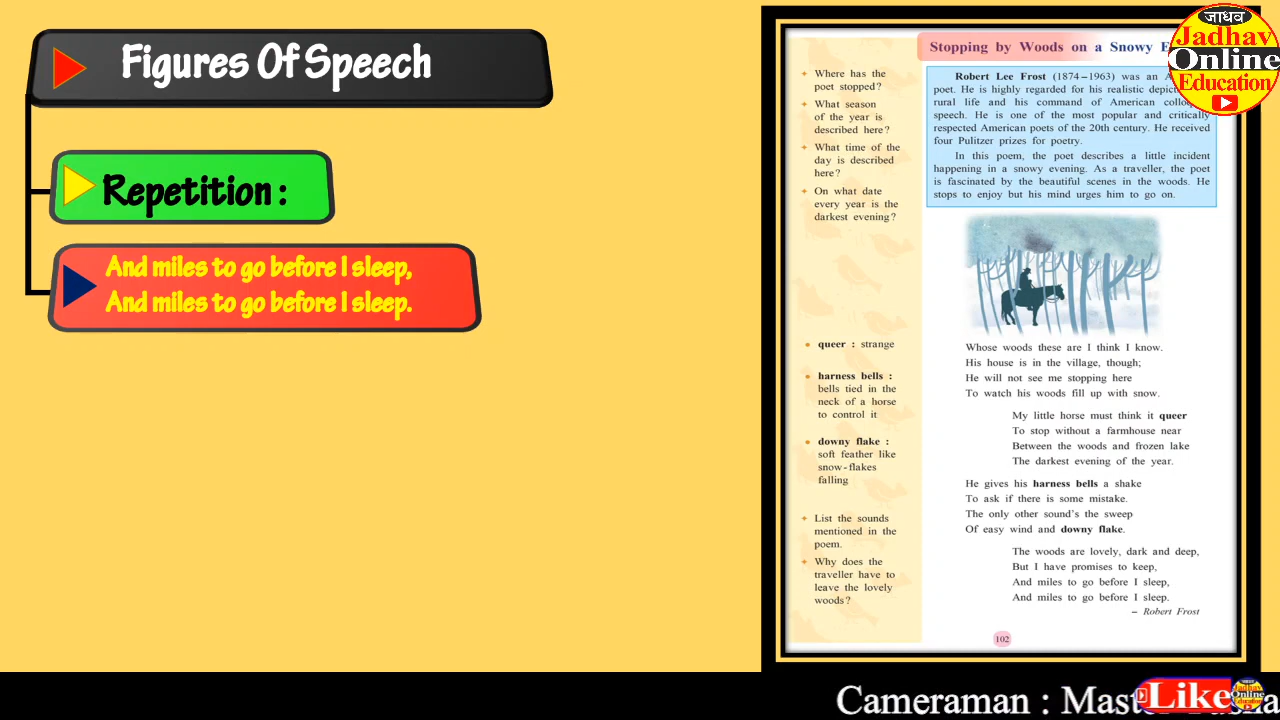 Figures Of Speech
Repetition :
And miles to go before I sleep,
And miles to go before I sleep.
Stopping by Woods on a Snowy
Where has the
poet stopped?
What season
of the year is
described here?
What time of the
day is described
here?
On what date
every year is the
darkest evening?
Robert Lee Frost (1874–1963) was an
poet. He is highly regarded for his realistic
rural life and his command of American
speech. He is one of the most popular and critically
respected American poets of the 20th century. He received
four Pulitzer prizes for poetry.
In this poem, the poet describes a little incident
happening in a snowy evening. As a traveller, the poet
is fascinated by the beautiful scenes in the woods. He
stops to enjoy but his mind urges him to go on.
queer : strange
harness bells :
bells tied in the
neck of a horse
to control it
downy flake :
soft feather like
snow-flakes
falling
List the sounds
mentioned in the
poem.
Why does the
traveller have to
leave the lovely
woods?
Whose woods these are I think I know.
His house is in the village, though;
He will not see me stopping here
To watch his woods fill up with snow.
My little horse must think it queer
To stop without a farmhouse near
Between the woods and frozen lake
The darkest evening of the year.
He gives his harness bells a shake
To ask if there is some mistake.
The only other sound's the sweep
Of easy wind and downy flake.
The woods are lovely, dark and deep,
But I have promises to keep,
And miles to go before I sleep,
And miles to go before I sleep.
– Robert Frost
102
जाधव
Jadhav
Online
Education
Cameraman :
Like
Jadhav
Online
Education